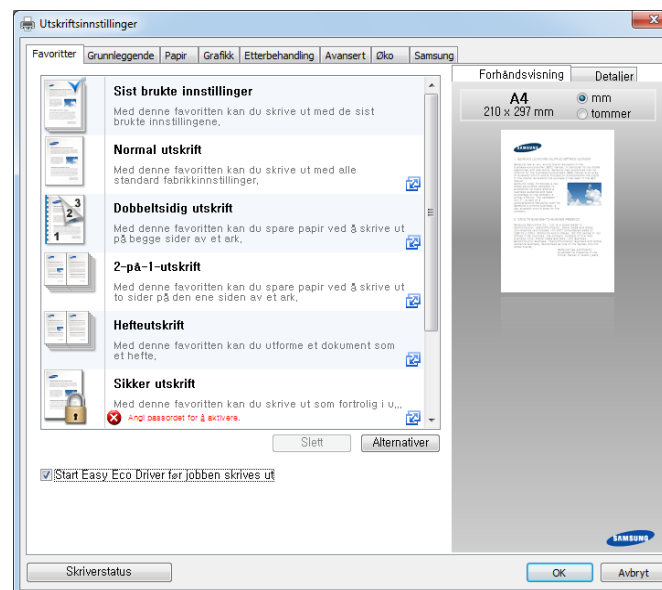 Utskriftsinnstillinger
Favoritter Grunnleggende Papir Grafikk Etterbehandling Avansert Øko Samsung
Sist brukte innstillinger
Med denne favoritten kan du skrive ut med de sist
brukte innstillingene.
Normal utskrift
Med denne favoritten kan du skrive ut med alle
standard fabrikkinnstillinger.
Dobbeltsidig utskrift
Med denne favoritten kan du spare papir ved å skrive ut
på begge sider av et ark.
2-på-1-utskrift
Med denne favoritten kan du spare papir ved å skrive ut
to sider på den ene siden av et ark.
Hefteutskrift
Med denne favoritten kan du utforme et dokument som
et hefte.
Sikker utskrift
Med denne favoritten kan du skrive ut som fortrolig i u...
Angi passordet for å aktivere.
1 2 3
Slett Alternativer
Start Easy Eco Driver før jobben skrives ut
Forhåndsvisning Detaljer
A4
210 x 297 mm
mm
tommer
SAMSUNG
SAMSUNG
Skriverstatus OK Avbryt